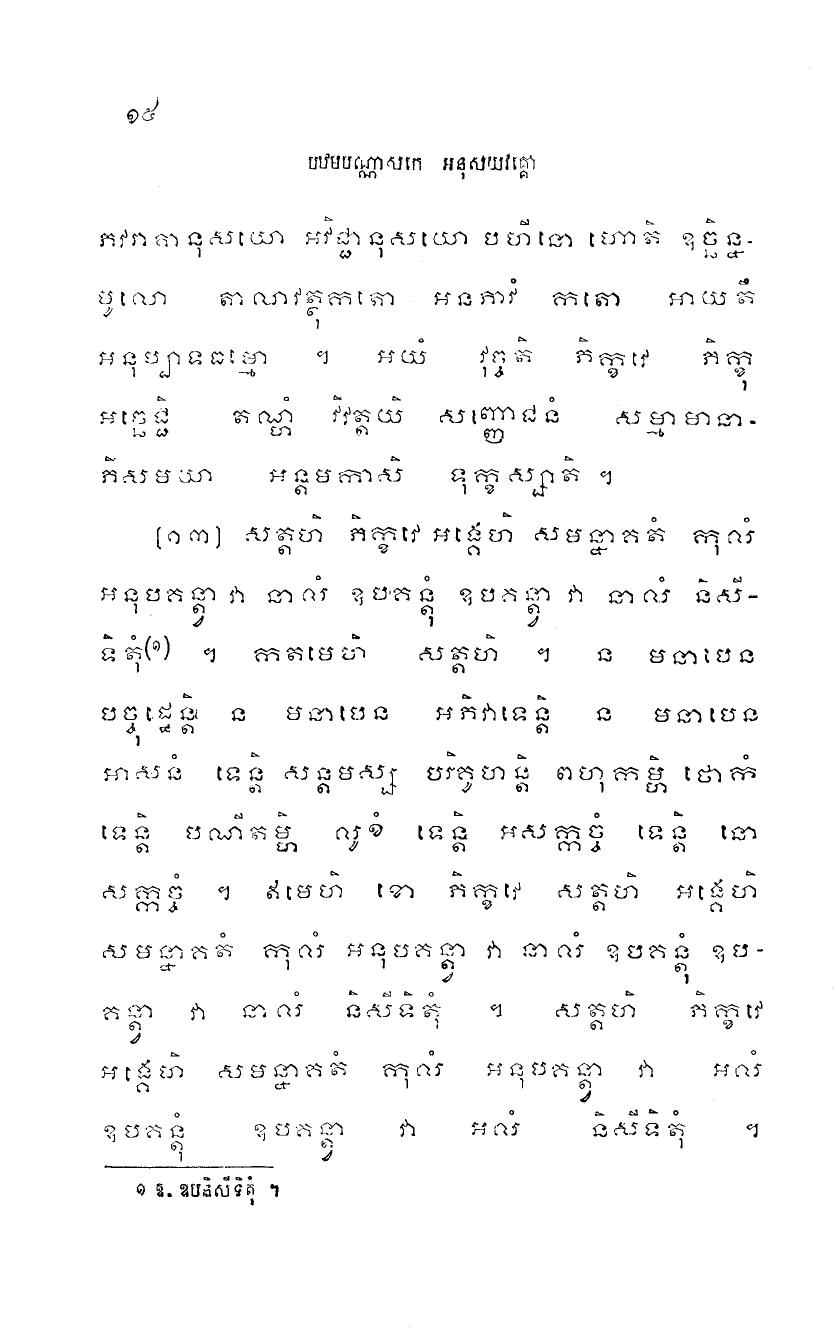 ១៥
បឋមបណ្ណាសកេ អនុសយវគ្គោ
ភវរាគានុសយោ អវិជ្ជានុសយោ បហីនោ ហោតិ ឧច្ឆិន្ន-
មូលោ តាលាវត្ថុកតោ អនភាវំ កតោ អាយតឹ
អនុប្បាទធម្មោ ។ អយំ វុច្ចតិ ភិក្ខវេ ភិក្ខុ
អច្ឆេជ្ជិ តណ្ហំ វិវត្តយិ សញ្ញោជនំ សម្មាមានា-
ភិសមយា អន្តមកាសិ ទុក្ខស្សាតិ ។
[១៣] សត្តហិ ភិក្ខវេ អង្គេហិ សមន្នាគតំ កុលំ
អនុបគន្ត្វា វា នាលំ ឧបគន្តុំ ឧបគន្ត្វា វា នាលំ និសី-
ទិតុំ(១) ។ កតមេហិ សត្តហិ ។ ន មនាបេន
បច្ចុដ្ឋេន្តិ ន មនាបេន អភិវាទេន្តិ ន មនាបេន
អាសនំ ទេន្តិ សន្តមស្ស បរិគូហន្តិ ពហុកម្ហិ ថោកំ
ទេន្តិ បណីតម្ហិ លូខំ ទេន្តិ អសក្កច្ចំ ទេន្តិ នោ
សក្កច្ចំ ។ ឥមេហិ ខោ ភិក្ខវេ សត្តហិ អង្គេហិ
សមន្នាគតំ កុលំ អនុបគន្ត្វា វា នាលំ ឧបគន្តុំ ឧប-
គន្ត្វា វា នាលំ និសីទិតុំ ។ សត្តហិ ភិក្ខវេ
អង្គេហិ សមន្នាគតំ កុលំ អនុបគន្ត្វា វា អលំ
ឧបគន្តុំ ឧបគន្ត្វា វា អលំ និសីទិតុំ ។
១ ឧ. ឧបនិសីទិតុំ ។